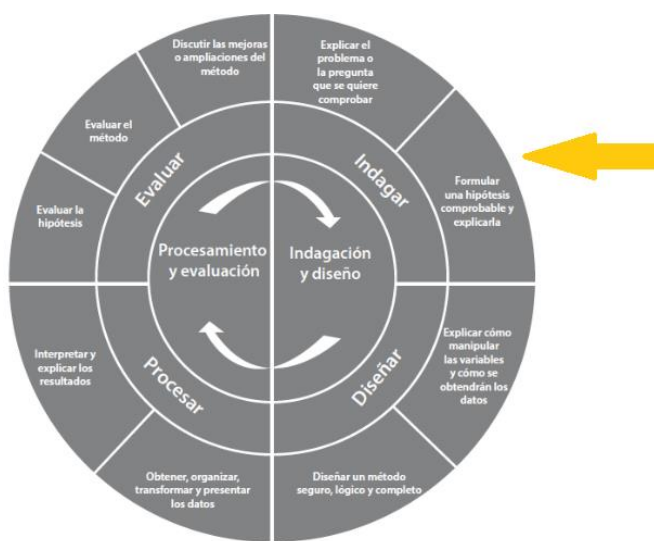 Discutir las mejoras
o ampliaciones del
método
Explicar el
problema o
la pregunta
que se quiere
comprobar
Evaluar el
método
Evaluar
Indagar
Formular
una hipótesis
comprobable y
explicarla
Evaluar la
hipótesis
Procesamiento
y evaluación
Indagación
y diseño
Interpretar y
explicar los
resultados
Procesar
Diseñar
Explicar cómo
manipular
las variables
y cómo se
obtendrán los
datos
Obtener, organizar,
transformar y presentar
los datos
Diseñar un método
seguro, lógico y completo